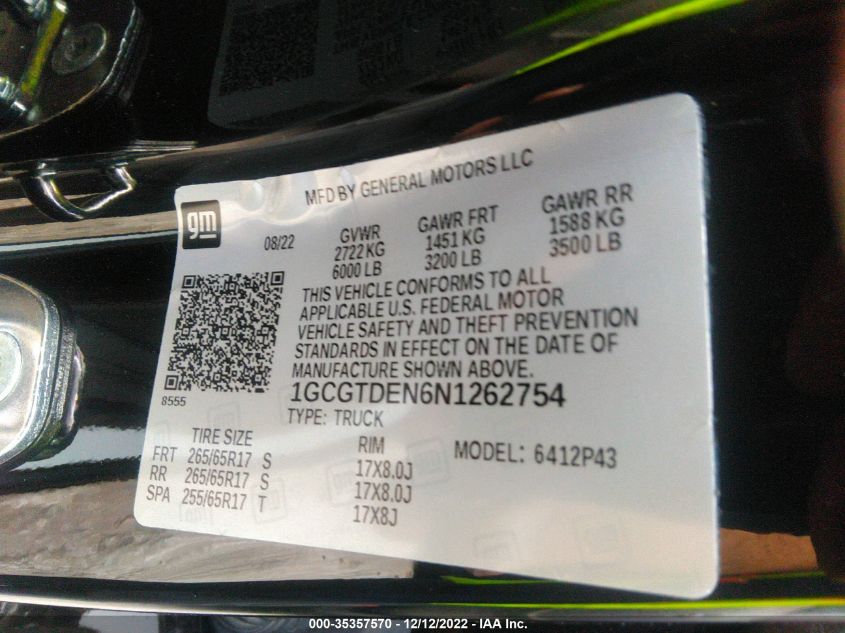 MFD BY GENERAL MOTORS LLC
gm
08/22
GVWR
2722 KG
6000 LB
GAWR FRT
1451 KG
3200 LB
GAWR RR
1588 KG
3500 LB
THIS VEHICLE CONFORMS TO ALL
APPLICABLE U.S. FEDERAL MOTOR
VEHICLE SAFETY AND THEFT PREVENTION
STANDARDS IN EFFECT ON THE DATE OF
MANUFACTURE SHOWN ABOVE.
8555
1GCGTDEN6N1262754
TYPE: TRUCK
TIRE SIZE
RIM
MODEL: 6412P43
FRT 265/65R17 S 17X8.0J
RR 265/65R17 S 17X8.0J
SPA 255/65R17 T 17X8J
000-35357570 - 12/12/2022 - IAA Inc.